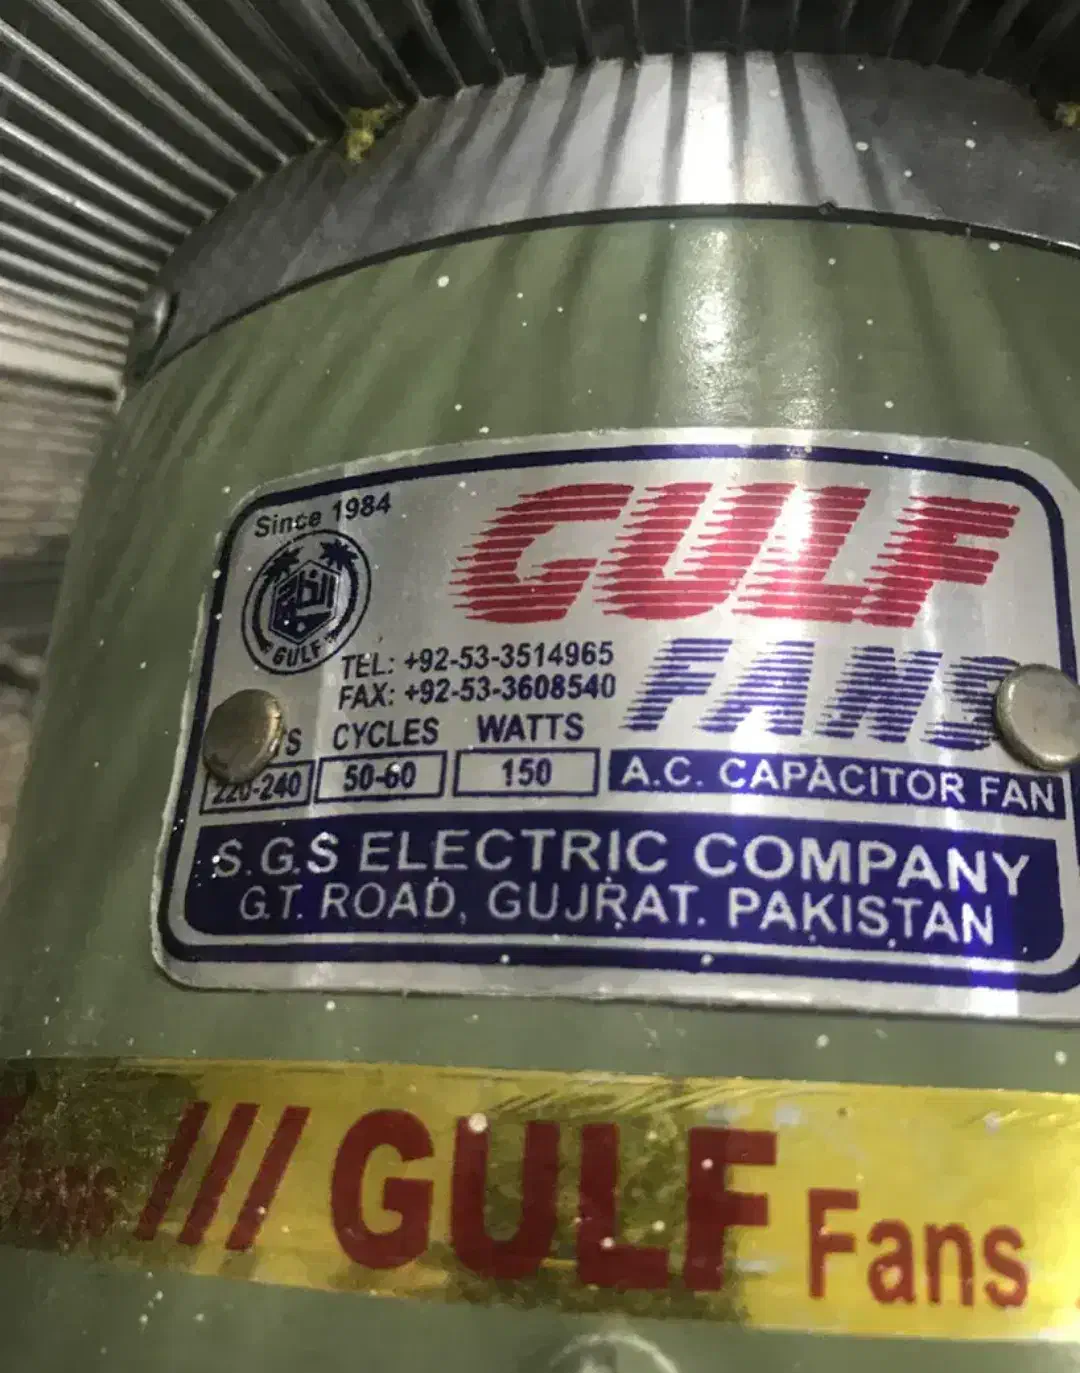 Since 1984
GULF
GULF
FANS
TEL: +92-53-3514965
FAX: +92-53-3608540
CYCLES WATTS
220-240 50-60 150 A.C. CAPACITOR FAN
S.G.S ELECTRIC COMPANY
G.T. ROAD, GUJRAT. PAKISTAN
/// GULF Fans